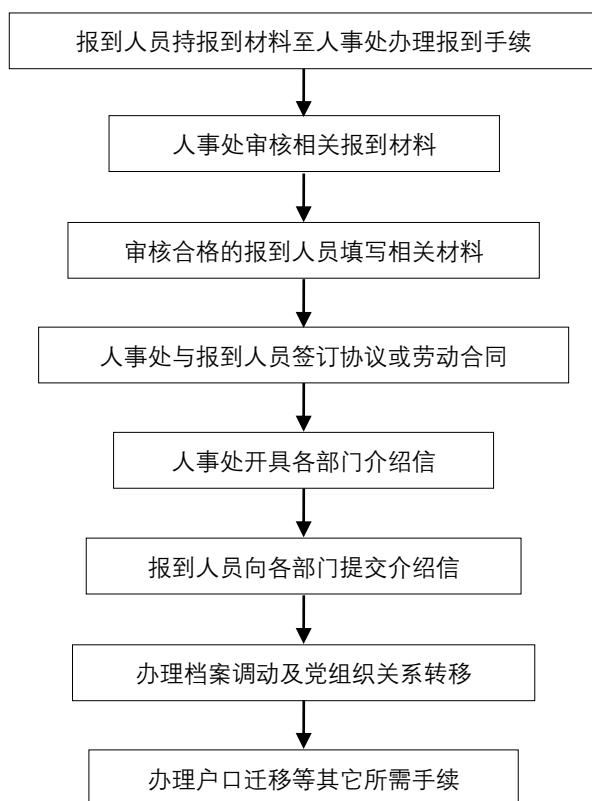 报到人员持报到材料至人事处办理报到手续
人事处审核相关报到材料
审核合格的报到人员填写相关材料
人事处与报到人员签订协议或劳动合同
人事处开具各部门介绍信
报到人员向各部门提交介绍信
办理档案调动及党组织关系转移
办理户口迁移等其它所需手续